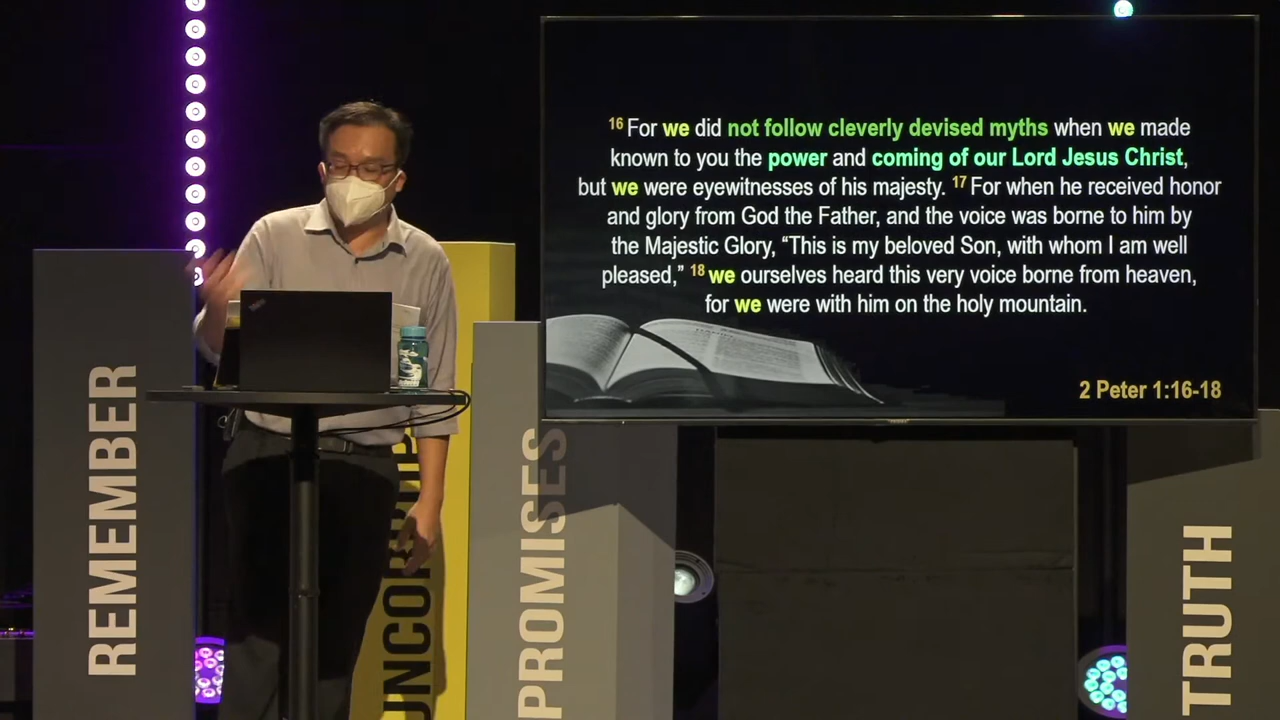 16 For we did not follow cleverly devised myths when we made
known to you the power and coming of our Lord Jesus Christ,
but we were eyewitnesses of his majesty. 17 For when he received honor
and glory from God the Father, and the voice was borne to him by
the Majestic Glory, “This is my beloved Son, with whom I am well
pleased,” 18 we ourselves heard this very voice borne from heaven,
for we were with him on the holy mountain.
2 Peter 1:16-18
REMEMBER
PROMISES
TRUTH